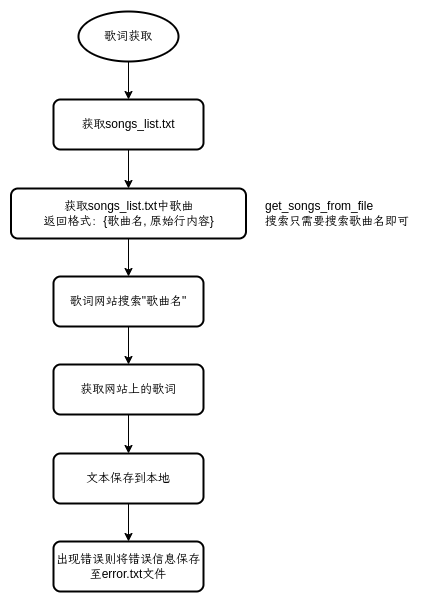 歌词获取
获取songs_list.txt
获取songs_list.txt中歌曲
返回格式：{歌曲名, 原始行内容}
get_songs_from_file
搜索只需要搜索歌曲名即可
歌词网站搜索"歌曲名"
获取网站上的歌词
文本保存到本地
出现错误则将错误信息保存
至error.txt文件